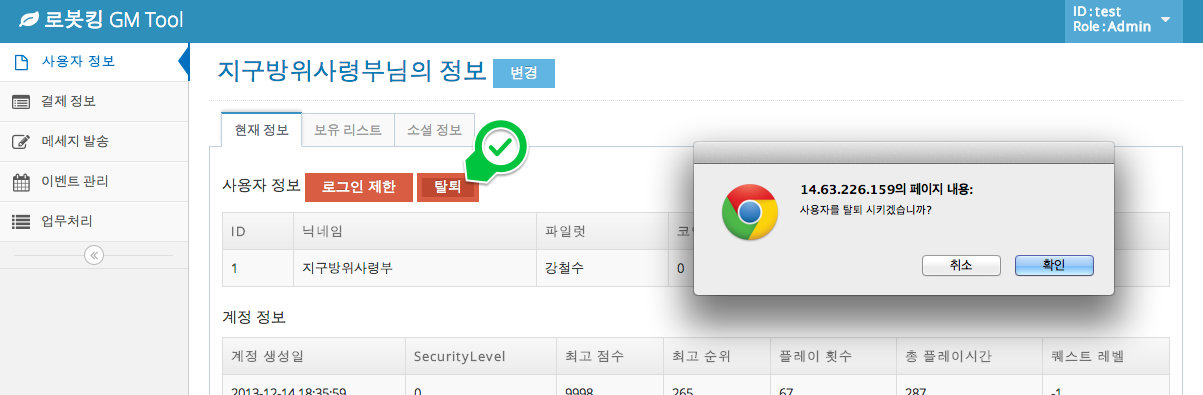 로봇킹 GM Tool
ID : test
Role : Admin
사용자 정보
결제 정보
메세지 발송
이벤트 관리
업무처리
지구방위사령부님의 정보 변경
현재 정보 보유 리스트 소셜 정보
사용자 정보 로그인 제한 탈퇴
ID 닉네임 파일럿
1 지구방위사령부 강철수 0
14.63.226.159의 페이지 내용:
사용자를 탈퇴 시키겠습니까?
취소 확인
계정 정보
계정 생성일 SecurityLevel 최고 점수 최고 순위 플레이 횟수 총 플레이시간 퀘스트 레벨
2013-12-14 18:35:59 0 9998 265 67 287 -1